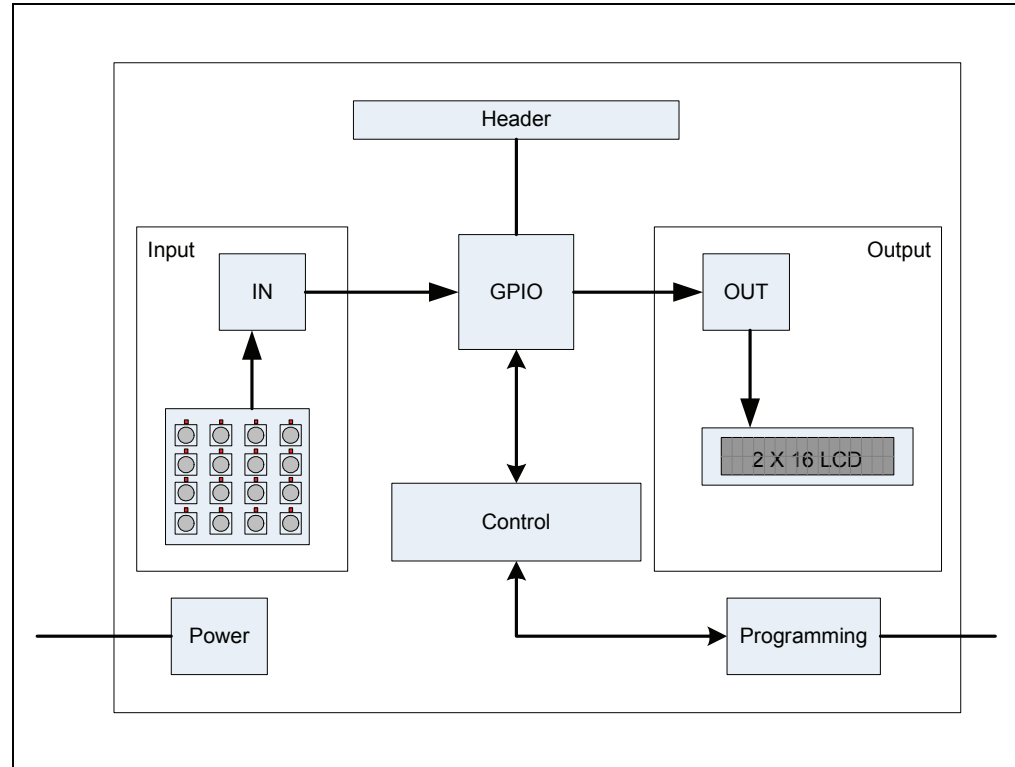 Header
Input
Output
IN
GPIO
OUT
2 X 16 LCD
Control
Power
Programming